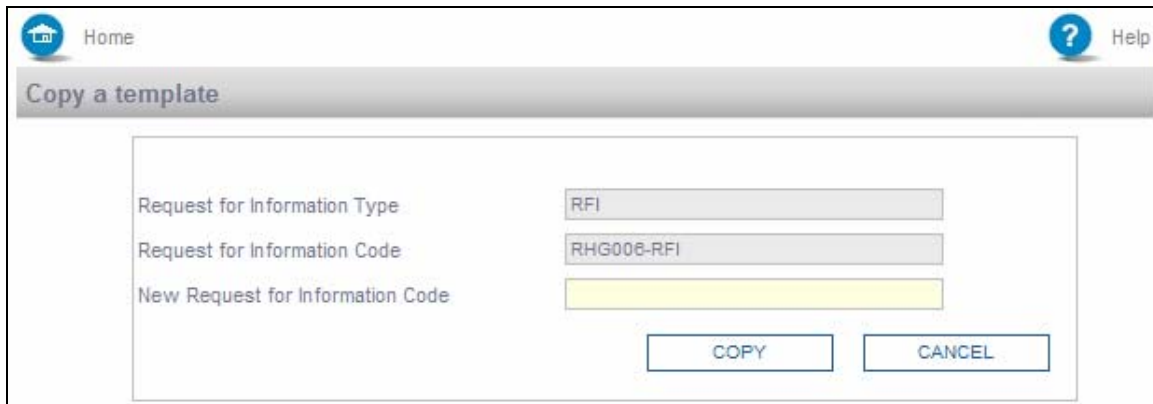 Home
? Help
Copy a template
Request for Information Type RFI
Request for Information Code RHG006-RFI
New Request for Information Code
COPY CANCEL